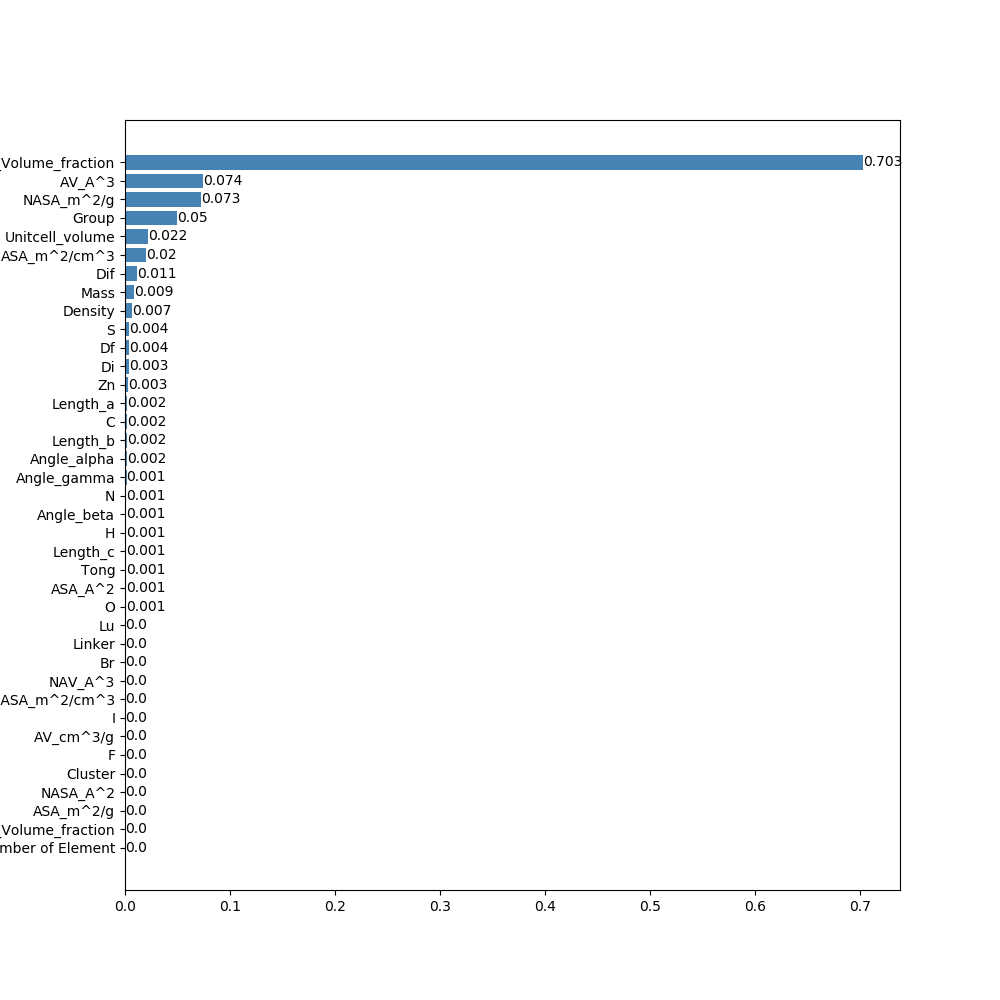 _Volume_fraction 0.703
AV_A^3 0.074
NASA_m^2/g 0.073
Group 0.05
Unitcell_volume 0.022
ASA_m^2/cm^3 0.02
Dif 0.011
Mass 0.009
Density 0.007
S 0.004
Df 0.004
Di 0.003
Zn 0.003
Length_a 0.002
C 0.002
Length_b 0.002
Angle_alpha 0.002
Angle_gamma 0.001
N 0.001
Angle_beta 0.001
H 0.001
Length_c 0.001
Tong 0.001
ASA_A^2 0.001
O 0.001
Lu 0.0
Linker 0.0
Br 0.0
NAV_A^3 0.0
ASA_m^2/cm^3 0.0
I 0.0
AV_cm^3/g 0.0
F 0.0
Cluster 0.0
NASA_A^2 0.0
ASA_m^2/g 0.0
_Volume_fraction 0.0
mber of Element 0.0
0.0 0.1 0.2 0.3 0.4 0.5 0.6 0.7